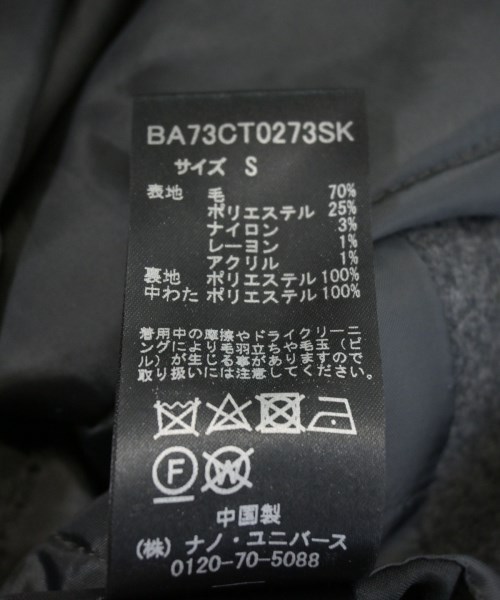 BA73CT0273SK
サイズ S
表地 毛 70%
ポリエステル 25%
ナイロン 3%
レーヨン 1%
アクリル 1%
裏地 ポリエステル 100%
中わた ポリエステル 100%
着用中の摩擦やドライクリーニ
ングにより毛羽立ちや毛玉(ピ
ル)が生じる事がありますので
取り扱いには注意してください。
F W
中国製
(株) ナノ・ユニバース
0120-70-5088